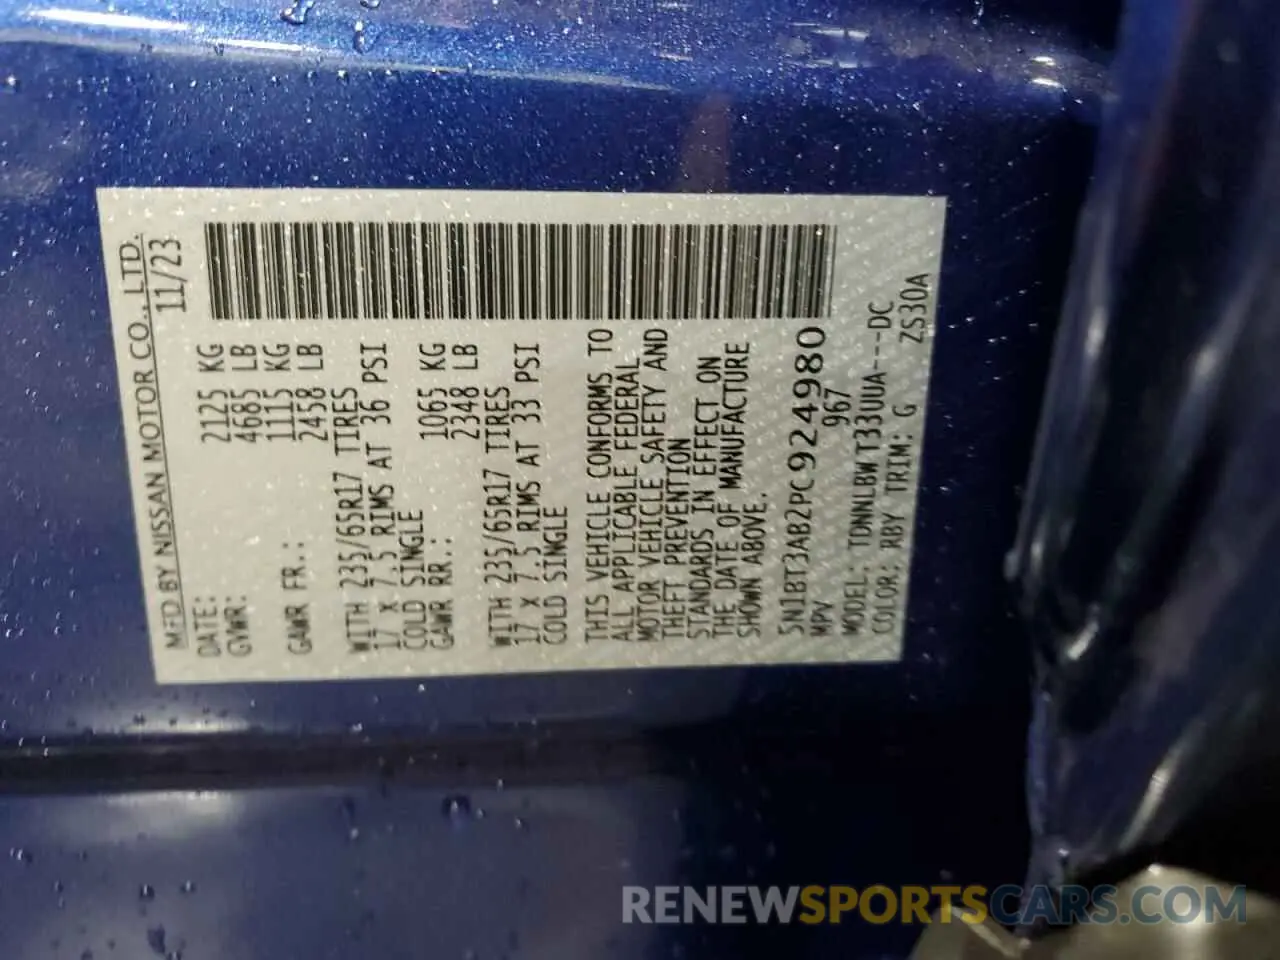 MFD BY NISSAN MOTOR CO., LTD.
DATE: 11/23
GVWR: 2125 KG
4685 LB
GAWR FR.: 1115 KG
2458 LB
WITH 235/65R17 TIRES
17 X 7.5 RIMS AT 36 PSI
COLD SINGLE
GAWR RR.: 1065 KG
2348 LB
WITH 235/65R17 TIRES
17 X 7.5 RIMS AT 33 PSI
COLD SINGLE
THIS VEHICLE CONFORMS TO
ALL APPLICABLE FEDERAL
MOTOR VEHICLE SAFETY AND
THEFT PREVENTION
STANDARDS IN EFFECT ON
THE DATE OF MANUFACTURE
SHOWN ABOVE.
5N1BT3AB2PC924980
MPV 967
MODEL: TDNNLBW T33UUA---DC
COLOR: RBY TRIM: G ZS30A
RENEWSPORTSCARS.COM